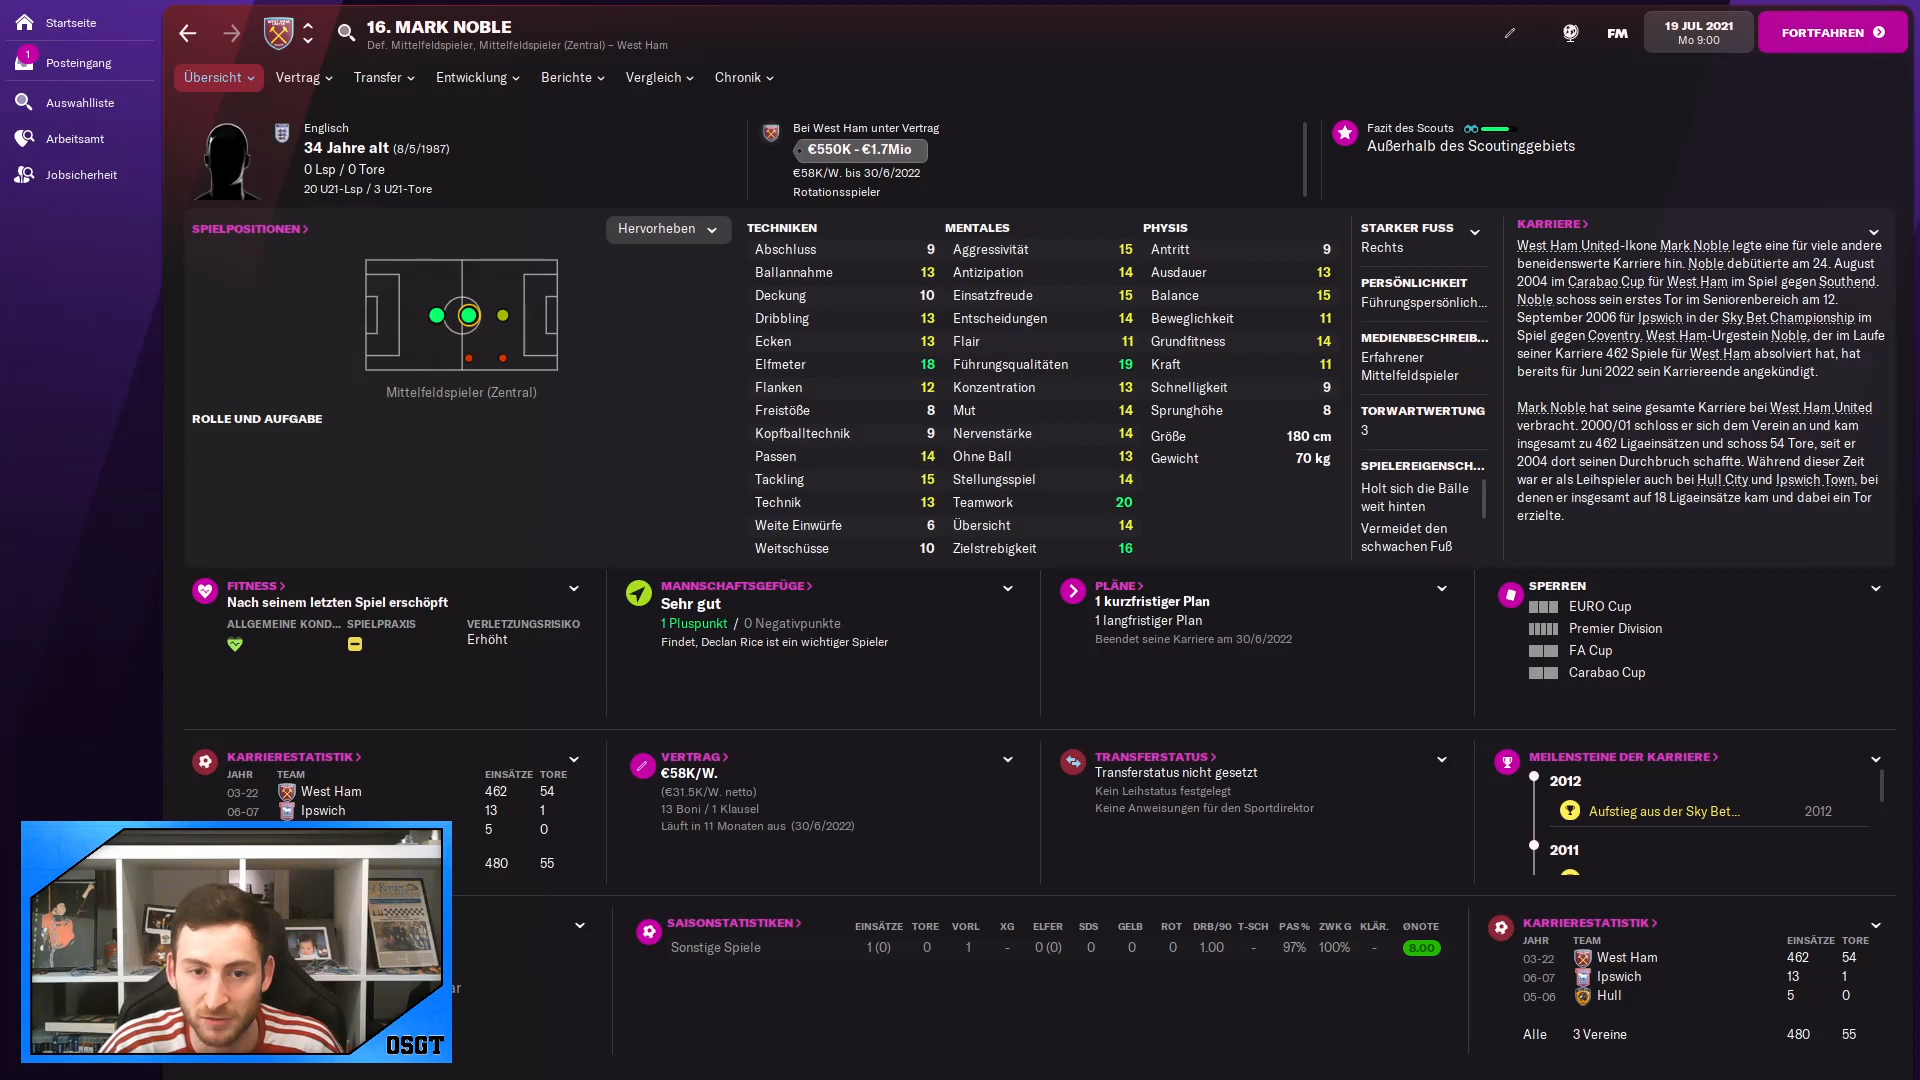 Startseite
1
Posteingang
Auswahlliste
Arbeitsamt
Jobsicherheit
16. MARK NOBLE
Def. Mittelfeldspieler, Mittelfeldspieler (Zentral) – West Ham
FM
19 JUL 2021
Mo 9:00
FORTFAHREN
Übersicht
Vertrag
Transfer
Entwicklung
Berichte
Vergleich
Chronik
Englisch
34 Jahre alt (8/5/1987)
0 Lsp / 0 Tore
20 U21-Lsp / 3 U21-Tore
Bei West Ham unter Vertrag
€550K - €1.7Mio
€58K/W. bis 30/6/2022
Rotationsspieler
Fazit des Scouts
Außerhalb des Scoutinggebiets
SPIELPOSITIONEN
Hervorheben
Mittelfeldspieler (Zentral)
ROLLE UND AUFGABE
TECHNIKEN
Abschluss 9
Ballannahme 13
Deckung 10
Dribbling 13
Ecken 13
Elfmeter 18
Flanken 12
Freistöße 8
Kopfballtechnik 9
Passen 14
Tackling 15
Technik 13
Weite Einwürfe 6
Weitschüsse 10
MENTALES
Aggressivität 15
Antizipation 14
Einsatzfreude 15
Entscheidungen 14
Flair 11
Führungsqualitäten 19
Konzentration 13
Mut 14
Nervenstärke 14
Ohne Ball 13
Stellungsspiel 14
Teamwork 20
Übersicht 14
Zielstrebigkeit 16
PHYSIS
Antritt 9
Ausdauer 13
Balance 15
Beweglichkeit 11
Grundfitness 14
Kraft 11
Schnelligkeit 9
Sprunghöhe 8
Größe 180 cm
Gewicht 70 kg
STARKER FUSS
Rechts
PERSÖNLICHKEIT
Führungspersönlich...
MEDIENBESCHREIB...
Erfahrener
Mittelfeldspieler
TORWARTWERTUNG
3
SPIELEREIGENSCH...
Holt sich die Bälle
weit hinten
Vermeidet den
schwachen Fuß
KARRIERE
West Ham United-Ikone Mark Noble legte eine für viele andere
beneidenswerte Karriere hin. Noble debütierte am 24. August
2004 im Carabao Cup für West Ham im Spiel gegen Southend.
Noble schoss sein erstes Tor im Seniorenbereich am 12.
September 2006 für Ipswich in der Sky Bet Championship im
Spiel gegen Coventry. West Ham-Urgestein Noble, der im Laufe
seiner Karriere 462 Spiele für West Ham absolviert hat, hat
bereits für Juni 2022 sein Karriereende angekündigt.
Mark Noble hat seine gesamte Karriere bei West Ham United
verbracht. 2000/01 schloss er sich dem Verein an und kam
insgesamt zu 462 Ligaeinsätzen und schoss 54 Tore, seit er
2004 dort seinen Durchbruch schaffte. Während dieser Zeit
war er als Leihspieler auch bei Hull City und Ipswich Town, bei
denen er insgesamt auf 18 Ligaeinsätze kam und dabei ein Tor
erzielte.
FITNESS
Nach seinem letzten Spiel erschöpft
ALLGEMEINE KOND... SPIELPRAXIS VERLETZUNGSRISIKO
Erhöht
MANNSCHAFTSGEFÜGE
Sehr gut
1 Pluspunkt / 0 Negativpunkte
Findet, Declan Rice ist ein wichtiger Spieler
PLÄNE
1 kurzfristiger Plan
1 langfristiger Plan
Beendet seine Karriere am 30/6/2022
SPERREN
EURO Cup
Premier Division
FA Cup
Carabao Cup
KARRIERESTATISTIK
JAHR TEAM EINSÄTZE TORE
03-22 West Ham 462 54
06-07 Ipswich 13 1
5 0
480 55
VERTRAG
€58K/W.
(€31.5K/W. netto)
13 Boni / 1 Klausel
Läuft in 11 Monaten aus (30/6/2022)
TRANSFERSTATUS
Transferstatus nicht gesetzt
Kein Leihstatus festgelegt
Keine Anweisungen für den Sportdirektor
MEILENSTEINE DER KARRIERE
2012
Aufstieg aus der Sky Bet... 2012
2011
OSGT
ar
SAISONSTATISTIKEN
EINSÄTZE TORE VORL XG ELFER SDS GELB ROT DRB/90 T-SCH PAS % ZWK G KLÄR. ØNOTE
Sonstige Spiele 1 (0) 0 1 - 0 (0) 0 0 0 1.00 - 97% 100% - 8.00
KARRIERESTATISTIK
JAHR TEAM EINSÄTZE TORE
03-22 West Ham 462 54
06-07 Ipswich 13 1
05-06 Hull 5 0
Alle 3 Vereine 480 55